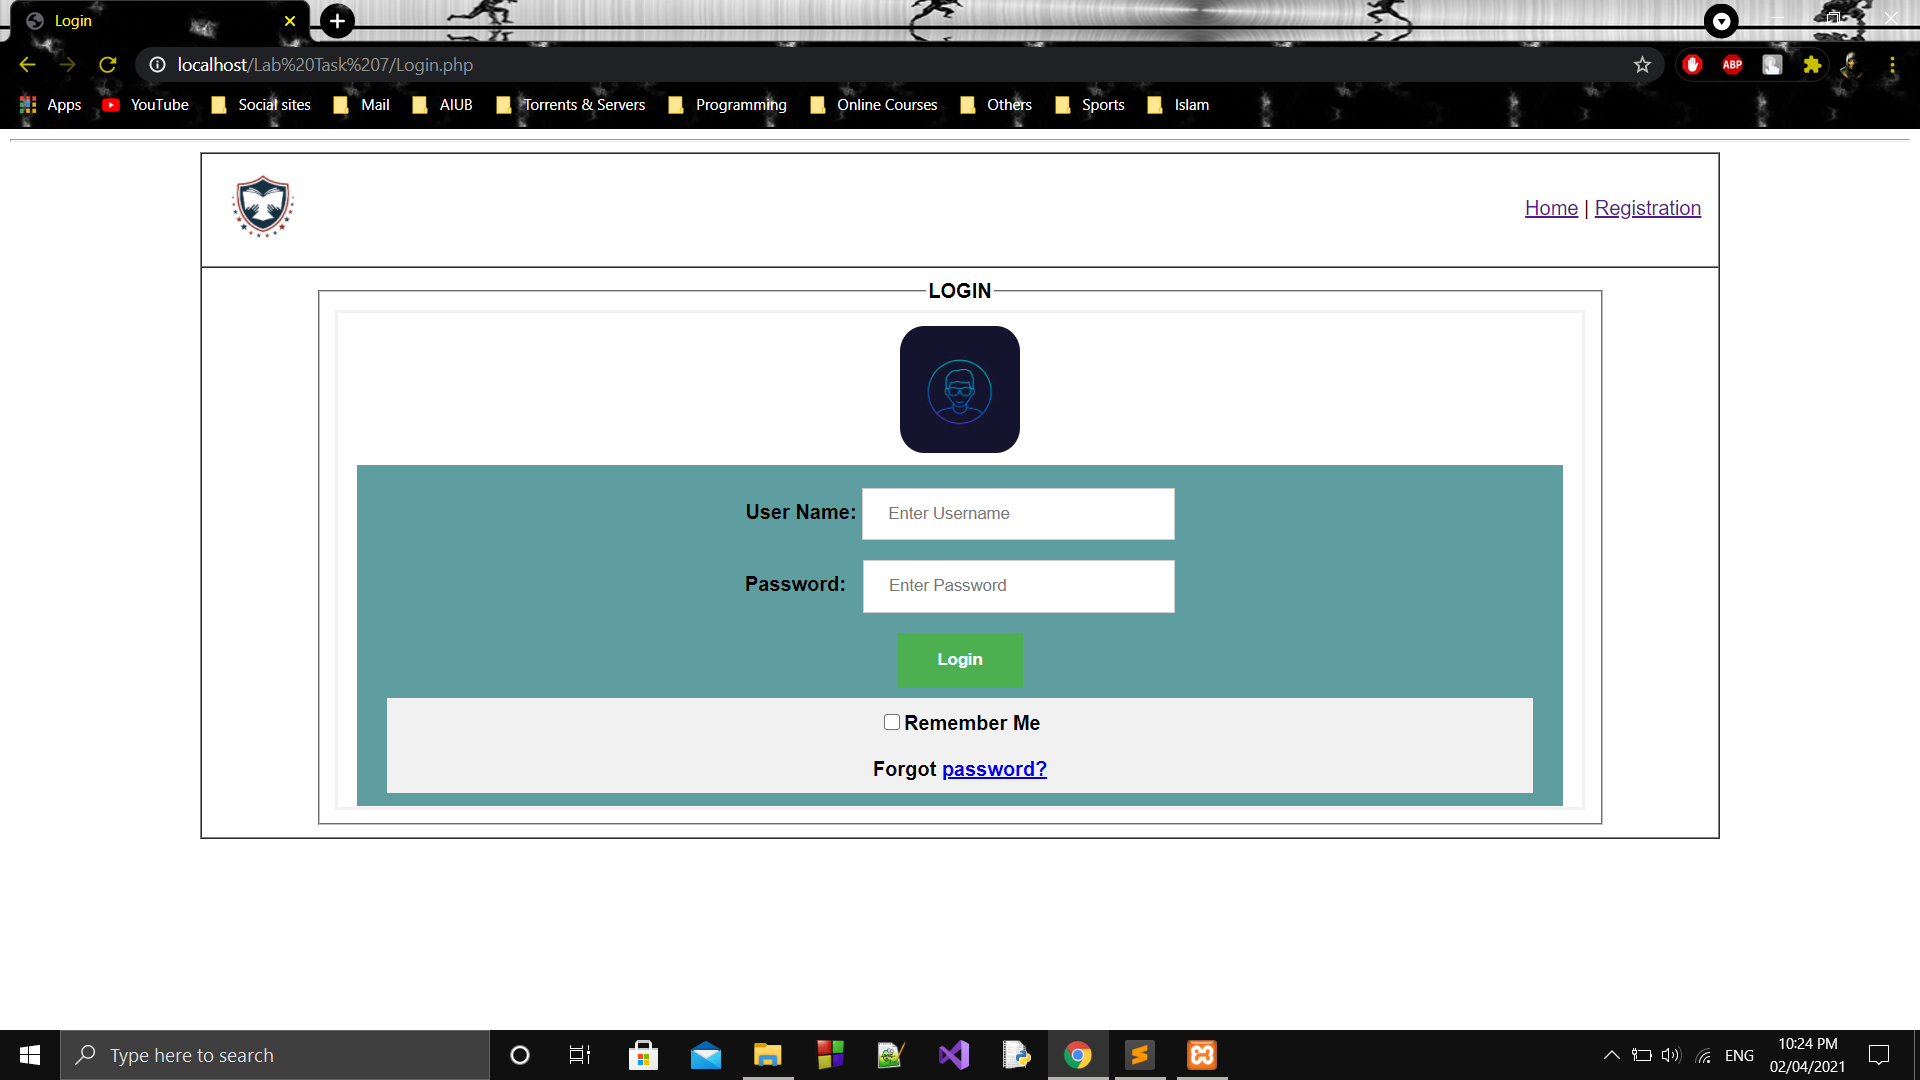 Login
localhost/Lab%20Task%207/Login.php
ABP
Apps YouTube Social sites Mail AIUB Torrents & Servers Programming Online Courses Others Sports Islam
Home | Registration
LOGIN
User Name: Enter Username
Password: Enter Password
Login
Remember Me
Forgot password?
Type here to search
ENG
10:24 PM
02/04/2021